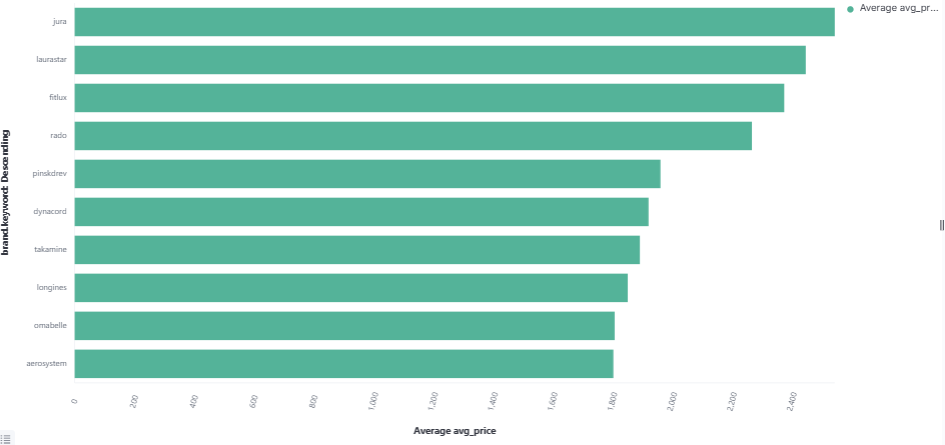 Average avg_pr...
brand.keyword: Descending
jura
laurastar
fitlux
rado
pinskdrev
dynacord
takamine
longines
omabelle
aerosystem
0
200
400
600
800
1,000
1,200
1,400
1,600
1,800
2,000
2,200
2,400
Average avg_price